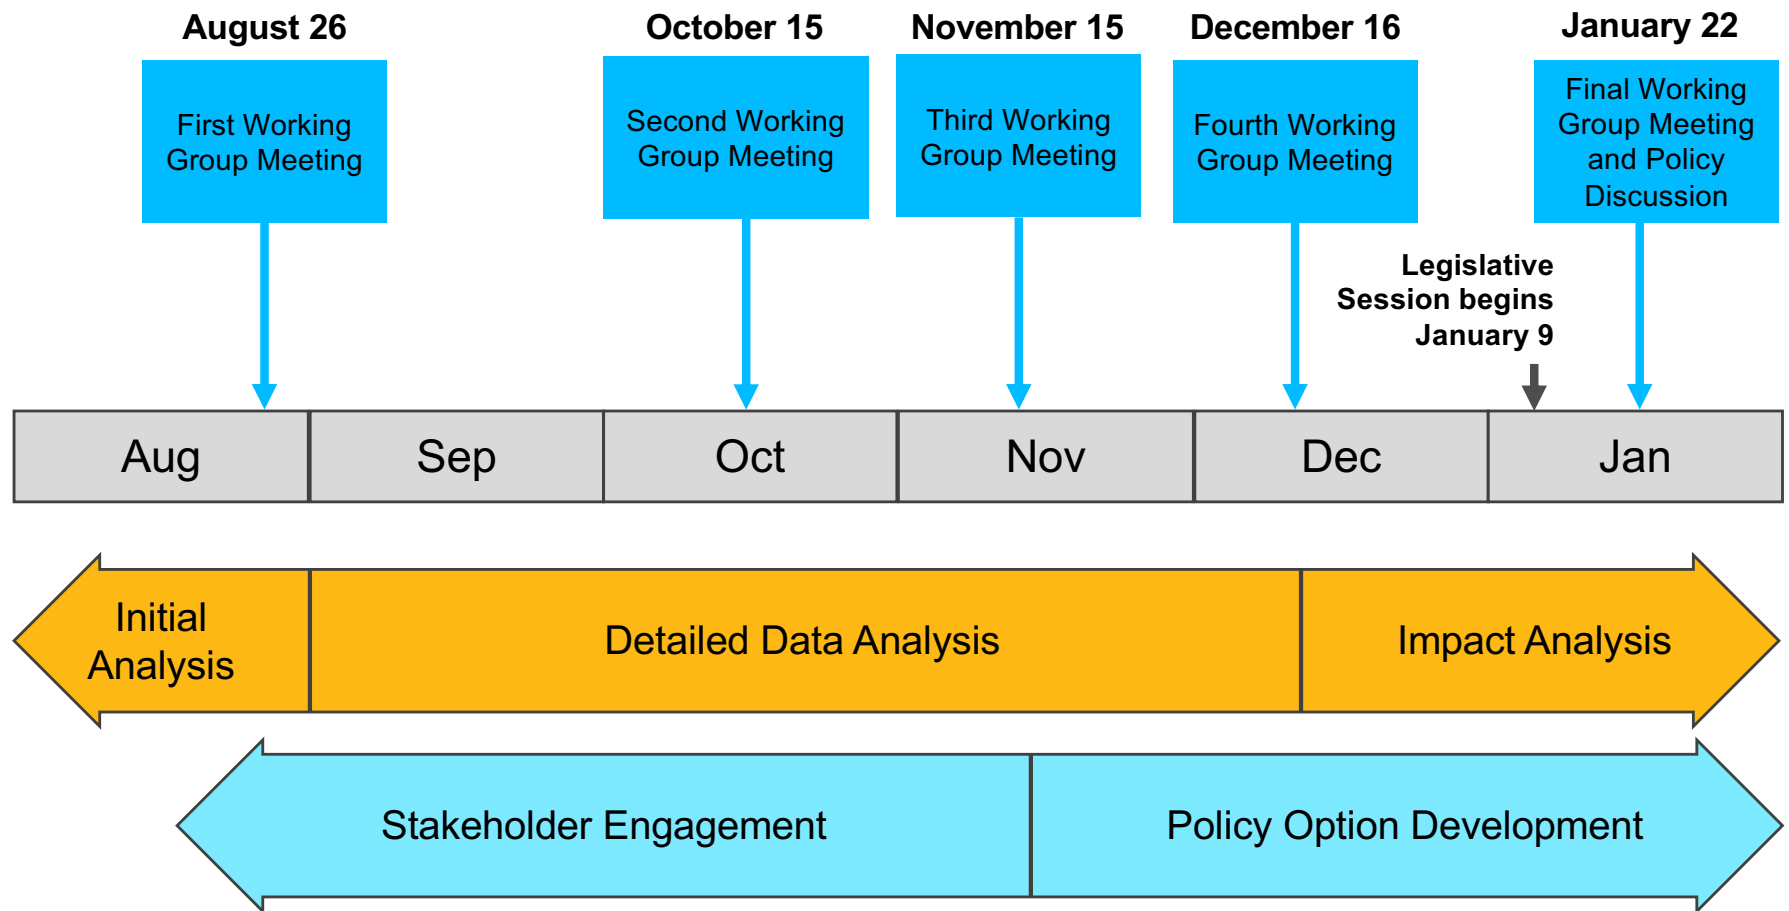 August 26
October 15
November 15
December 16
January 22
First Working
Group Meeting
Second Working
Group Meeting
Third Working
Group Meeting
Fourth Working
Group Meeting
Final Working
Group Meeting
and Policy
Discussion
Legislative
Session begins
January 9
Aug
Sep
Oct
Nov
Dec
Jan
Initial
Analysis
Detailed Data Analysis
Impact Analysis
Stakeholder Engagement
Policy Option Development